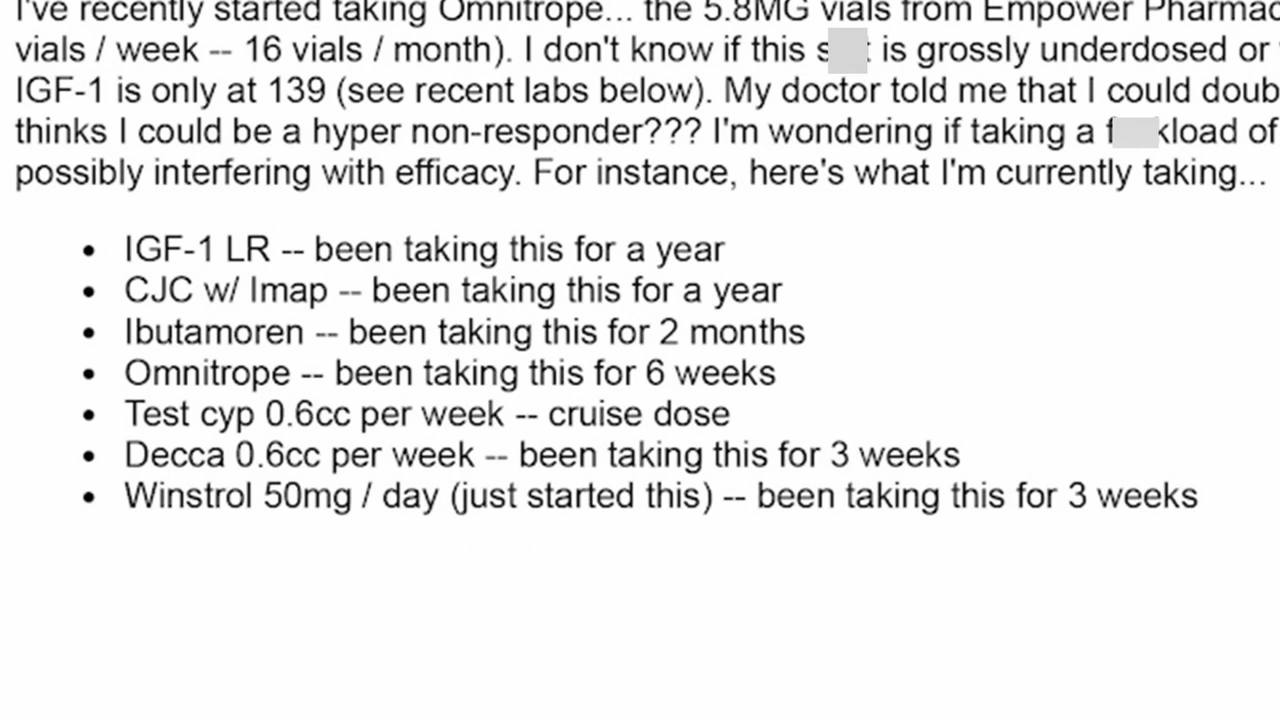 I've recently started taking Omnitrope... the 5.8MG vials from Empower
vials / week -- 16 vials / month). I don't know if this is grossly underdosed or
IGF-1 is only at 139 (see recent labs below). My doctor told me that I could
thinks I could be a hyper non-responder??? I'm wondering if taking a of
possibly interfering with efficacy. For instance, here's what I'm currently taking...
• IGF-1 LR -- been taking this for a year
• CJC w/ Imap -- been taking this for a year
• Ibutamoren -- been taking this for 2 months
• Omnitrope -- been taking this for 6 weeks
• Test cyp 0.6cc per week -- cruise dose
• Decca 0.6cc per week -- been taking this for 3 weeks
• Winstrol 50mg / day (just started this) -- been taking this for 3 weeks